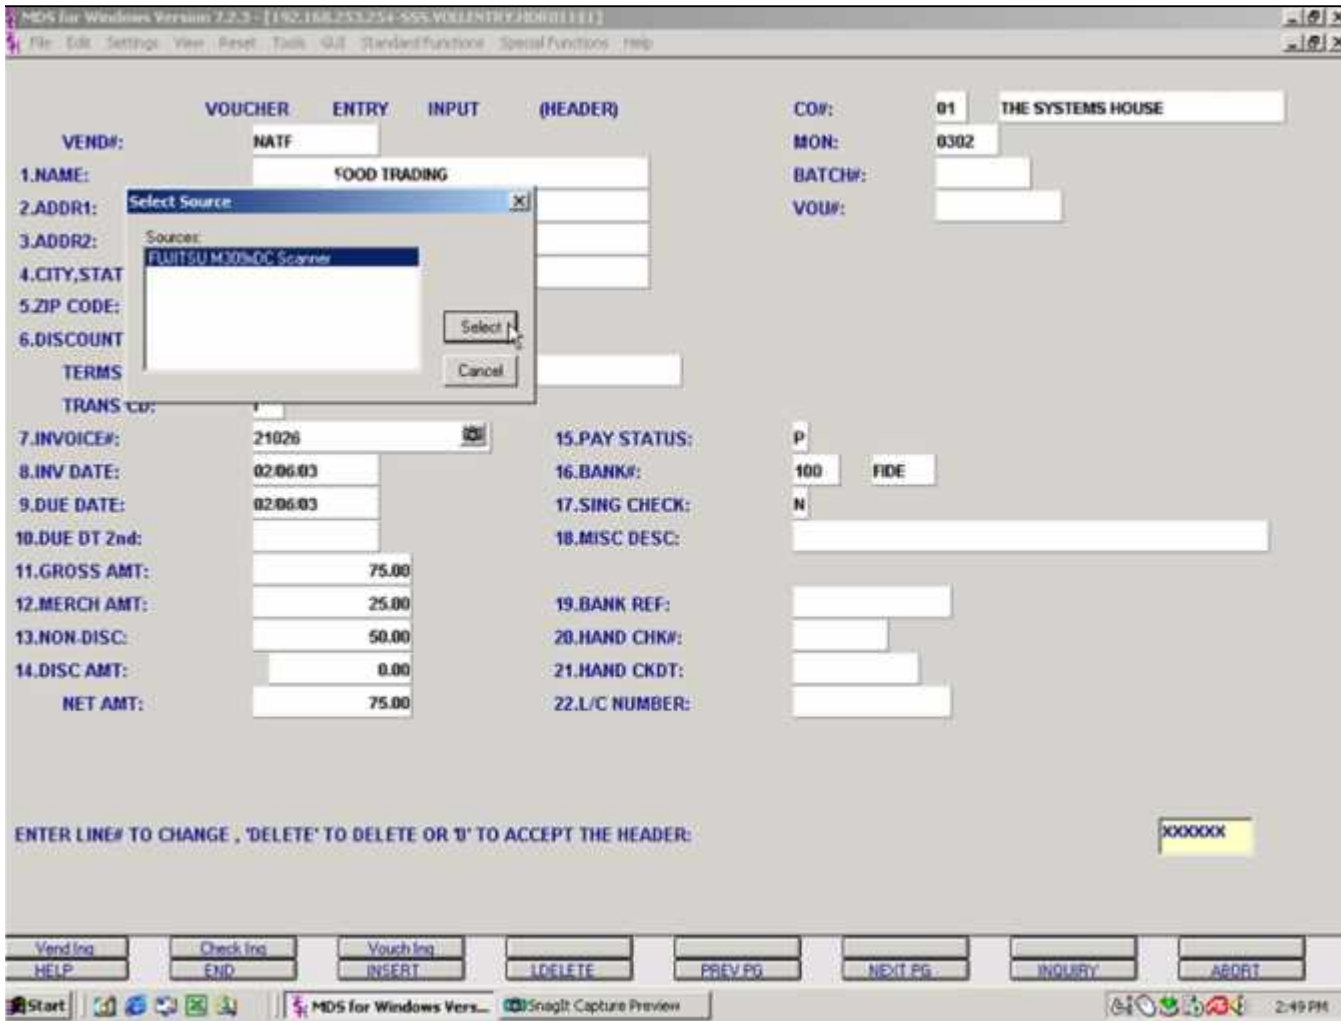 MDS for Windows Version 7.2.3 - [192.168.253.254-SSS.VOLLENTRY.HDR01111]
File Edit Settings View Reset Tools GUI Standard Functions Special Functions Help
VOUCHER ENTRY INPUT (HEADER) CO#: 01 THE SYSTEMS HOUSE
VEND#: NATF MON: 0302
1.NAME: FOOD TRADING BATCH#:
2.ADDR1: VOU#:
3.ADDR2:
4.CITY,STAT
5.ZIP CODE:
6.DISCOUNT
TERMS
TRANS CD:
Select Source
Sources:
FUJITSU M309xDC Scanner
Select
Cancel
7.INVOICE#: 21026 15.PAY STATUS: P
8.INV DATE: 02/06/03 16.BANK#: 100 FIDE
9.DUE DATE: 02/06/03 17.SING CHECK: N
10.DUE DT 2nd: 18.MISC DESC:
11.GROSS AMT: 75.00
12.MERCH AMT: 25.00 19.BANK REF:
13.NON-DISC: 50.00 20.HAND CHK#:
14.DISC AMT: 0.00 21.HAND CKDT:
NET AMT: 75.00 22.L/C NUMBER:
ENTER LINE# TO CHANGE , 'DELETE' TO DELETE OR '0' TO ACCEPT THE HEADER: XXXXXX
Vend Inq Check Inq Vouch Inq
HELP END INSERT LDELETE PREV.PG NEXT.PG INQUIRY ABORT
Start MDS for Windows Vers... SnagIt Capture Preview 2:49 PM